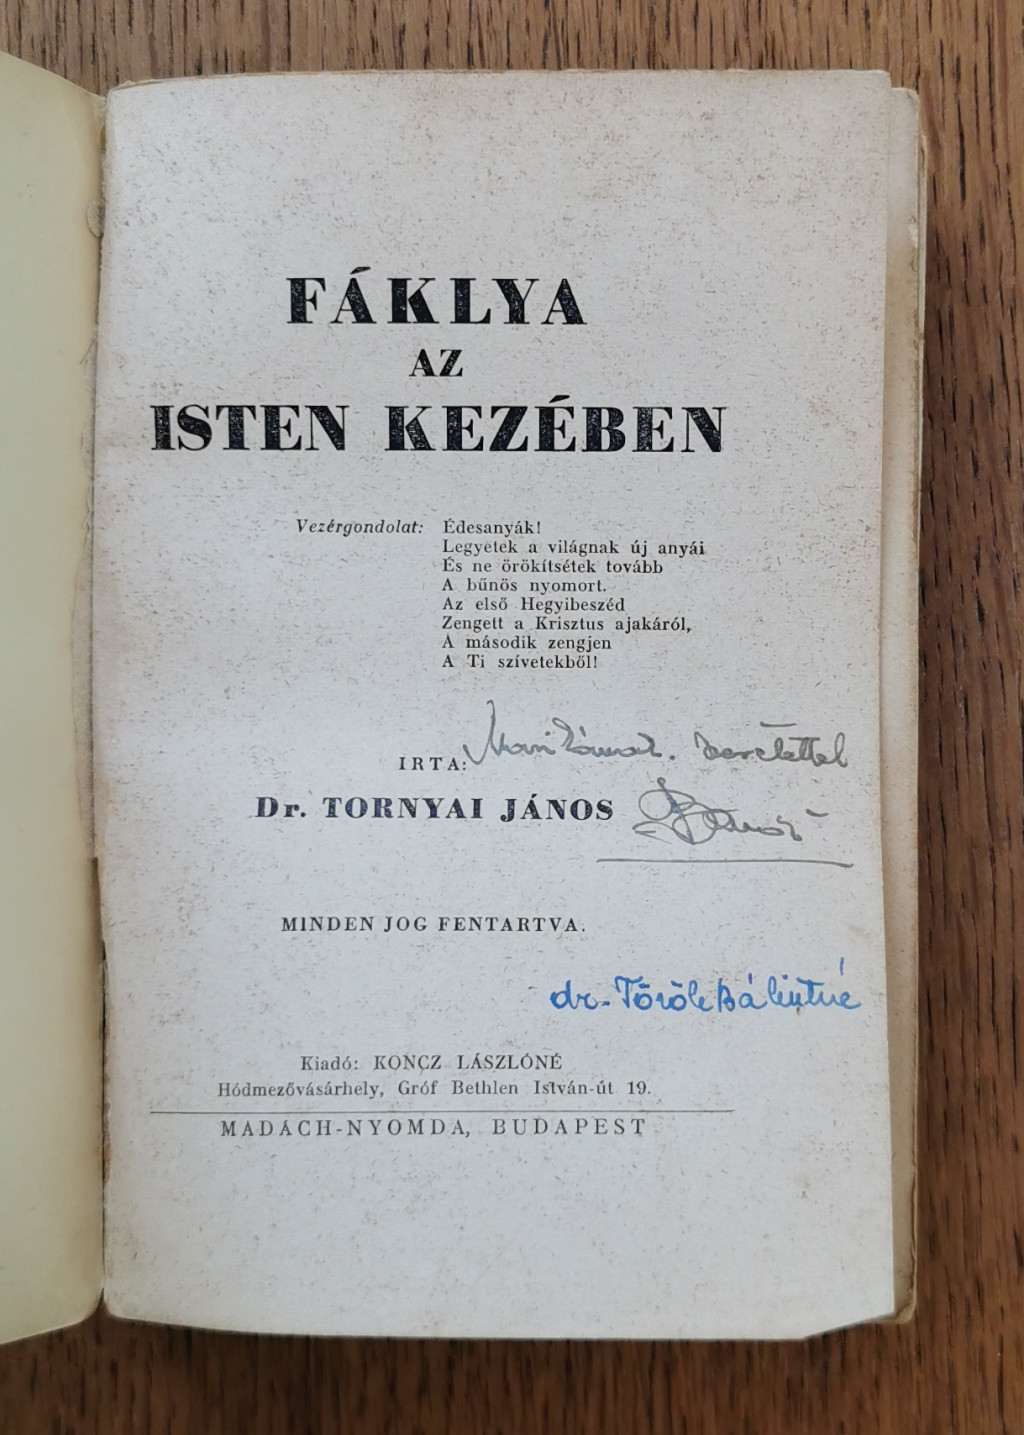 FÁKLYA
AZ
ISTEN KEZÉBEN
Vezérgondolat: Édesanyák!
Legyetek a világnak új anyái
És ne örökítsétek tovább
A bűnös nyomort.
Az első Hegyibeszéd
Zengett a Krisztus ajakáról,
A második zengjen
A Ti szívetekből!
szeretettel
IRTA:
Dr. TORNYAI JÁNOS
MINDEN JOG FENTARTVA.
dr. Török Bálintné
Kiadó: KONCZ LÁSZLÓNÉ
Hódmezővásárhely, Gróf Bethlen István-út 19.
MADÁCH-NYOMDA, BUDAPEST